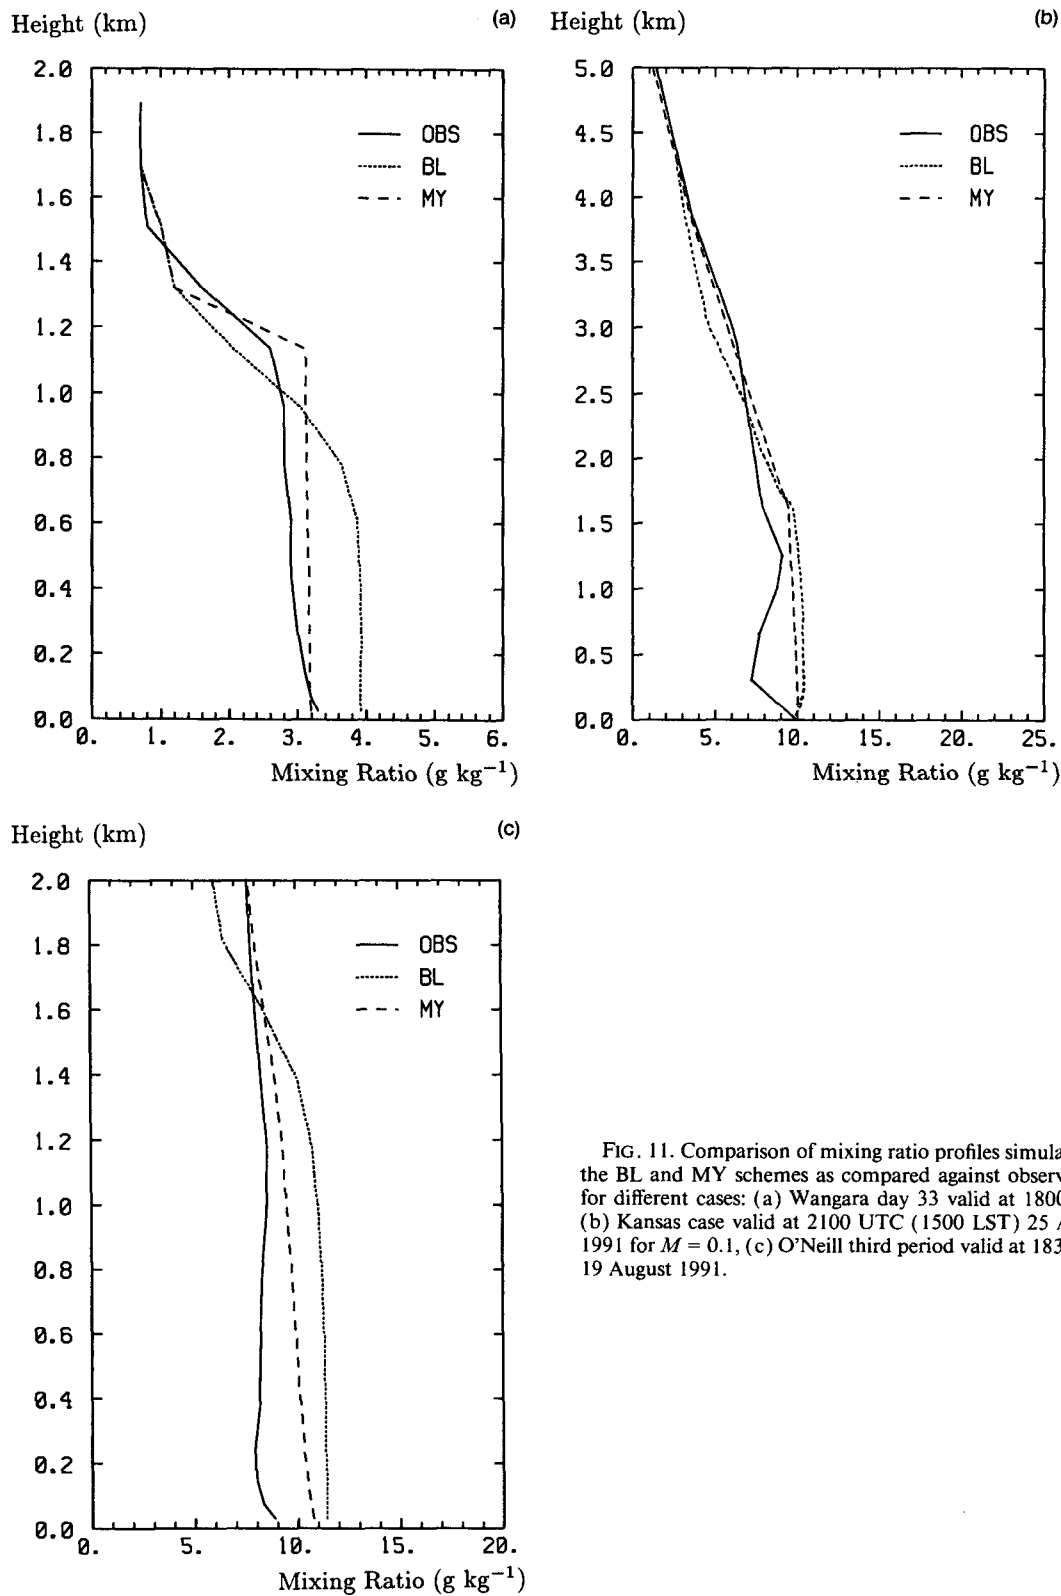 Height (km)
(a)
2.0
1.8
1.6
1.4
1.2
1.0
0.8
0.6
0.4
0.2
0.0
OBS
BL
MY
0. 1. 2. 3. 4. 5. 6.
Mixing Ratio (g kg⁻¹)
Height (km)
(b)
5.0
4.5
4.0
3.5
3.0
2.5
2.0
1.5
1.0
0.5
0.0
OBS
BL
MY
0. 5. 10. 15. 20. 25.
Mixing Ratio (g kg⁻¹)
Height (km)
(c)
2.0
1.8
1.6
1.4
1.2
1.0
0.8
0.6
0.4
0.2
0.0
OBS
BL
MY
0. 5. 10. 15. 20.
Mixing Ratio (g kg⁻¹)
FIG. 11. Comparison of mixing ratio profiles simula
the BL and MY schemes as compared against observ
for different cases: (a) Wangara day 33 valid at 1800
(b) Kansas case valid at 2100 UTC (1500 LST) 25
1991 for M = 0.1, (c) O'Neill third period valid at 183
19 August 1991.